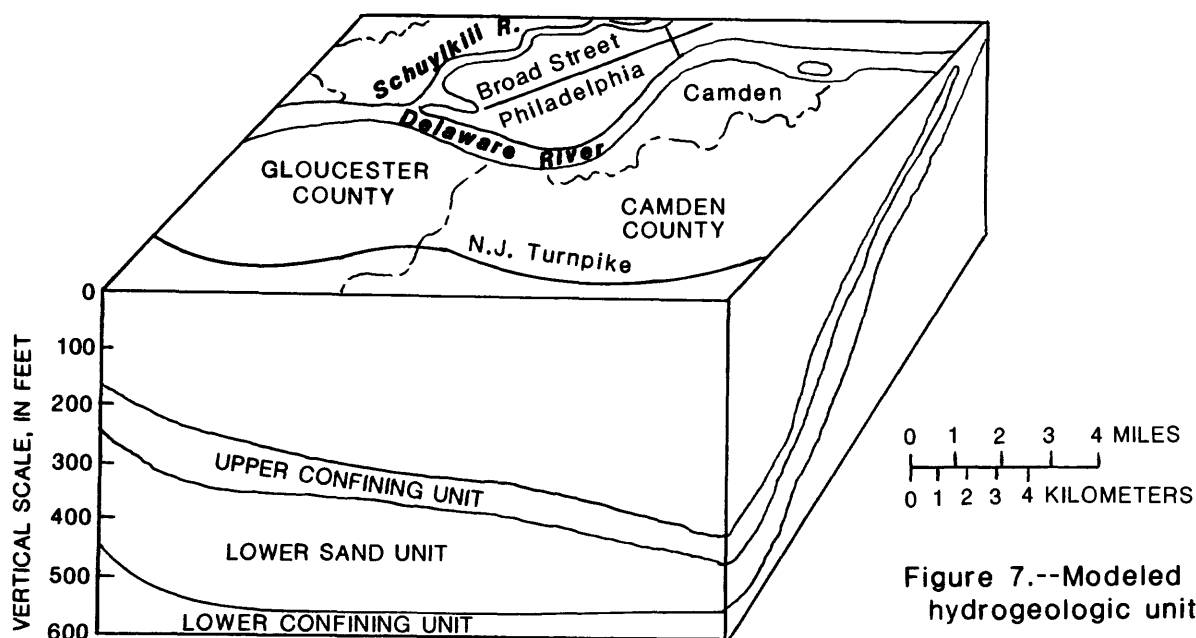 Schuylkill R.
Broad Street
Philadelphia
Camden
Delaware River
GLOUCESTER
COUNTY
CAMDEN
COUNTY
N.J. Turnpike
VERTICAL SCALE, IN FEET
0
100
200
300
400
500
600
UPPER CONFINING UNIT
LOWER SAND UNIT
LOWER CONFINING UNIT
0 1 2 3 4 MILES
0 1 2 3 4 KILOMETERS
Figure 7.--Modeled
hydrogeologic unit